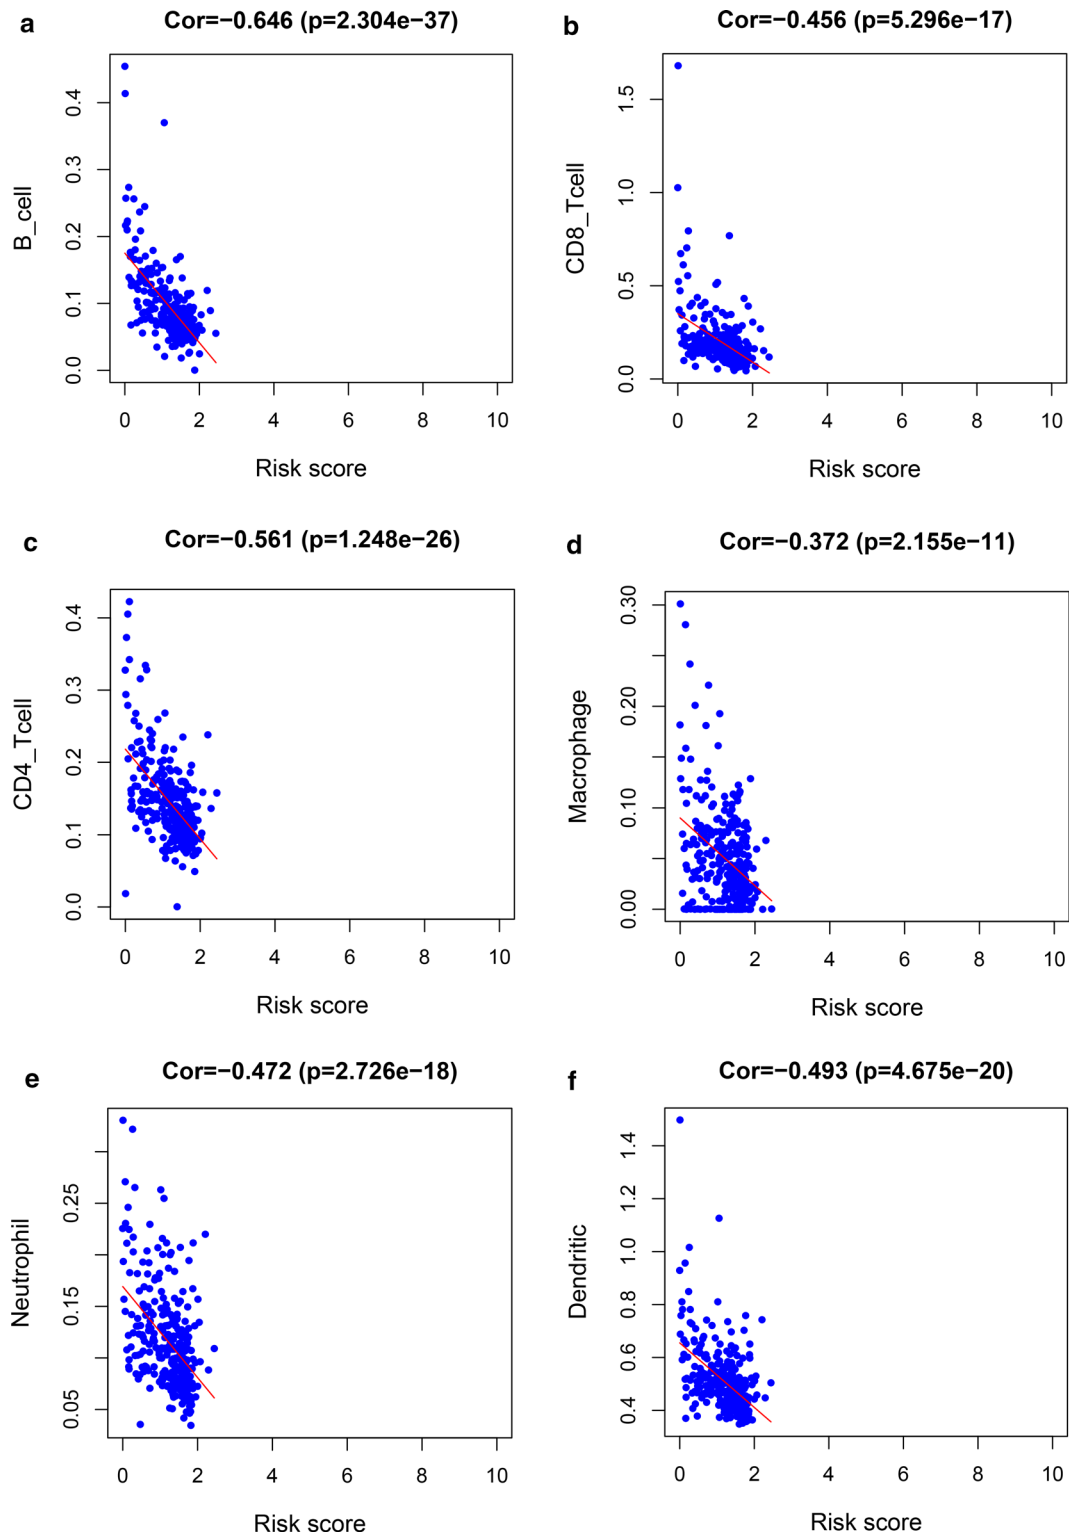 a
Cor=−0.646 (p=2.304e−37)
B_cell
0.0 0.1 0.2 0.3 0.4
0 2 4 6 8 10
Risk score
b
Cor=−0.456 (p=5.296e−17)
CD8_Tcell
0.0 0.5 1.0 1.5
0 2 4 6 8 10
Risk score
c
Cor=−0.561 (p=1.248e−26)
CD4_Tcell
0.0 0.1 0.2 0.3 0.4
0 2 4 6 8 10
Risk score
d
Cor=−0.372 (p=2.155e−11)
Macrophage
0.00 0.10 0.20 0.30
0 2 4 6 8 10
Risk score
e
Cor=−0.472 (p=2.726e−18)
Neutrophil
0.05 0.15 0.25
0 2 4 6 8 10
Risk score
f
Cor=−0.493 (p=4.675e−20)
Dendritic
0.4 0.6 0.8 1.0 1.2 1.4
0 2 4 6 8 10
Risk score